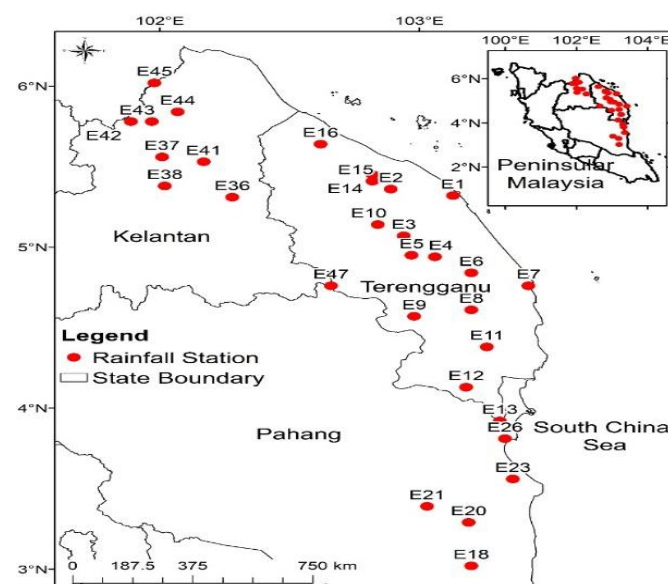 102°E 103°E
100°E 102°E 104°E
6°N
5°N
4°N
3°N
6°N
4°N
2°N
Peninsular
Malaysia
E45
E44
E43
E42
E37
E41
E38
E36
Kelantan
E16
E15
E2
E14
E1
E10
E3
E5
E4
E6
E47
Terengganu
E7
E9
E8
E11
E12
E13
E26
South China
Sea
Pahang
E23
E21
E20
E18
Legend
Rainfall Station
State Boundary
0 187.5 375 750 km